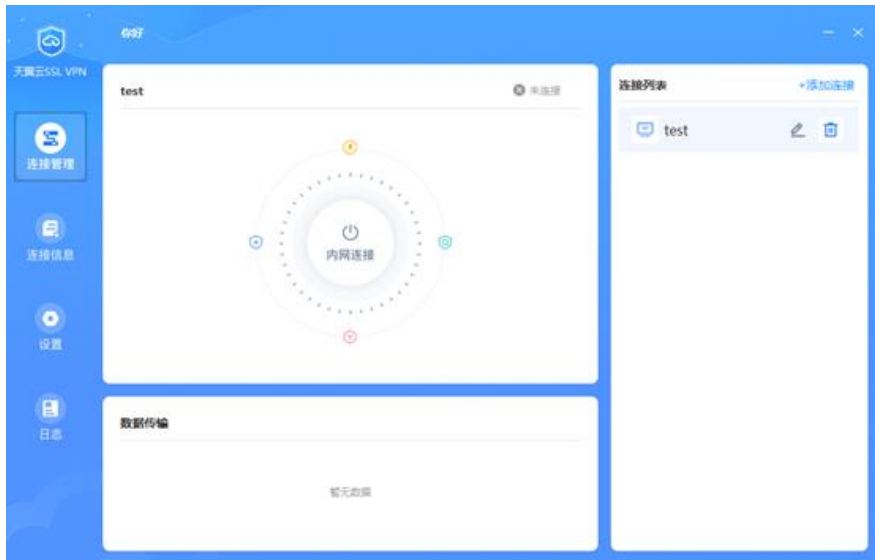 你好
天翼云SSL VPN
连接管理
连接信息
设置
日志
test
未连接
内网连接
数据传输
暂无数据
连接列表
+添加连接
test